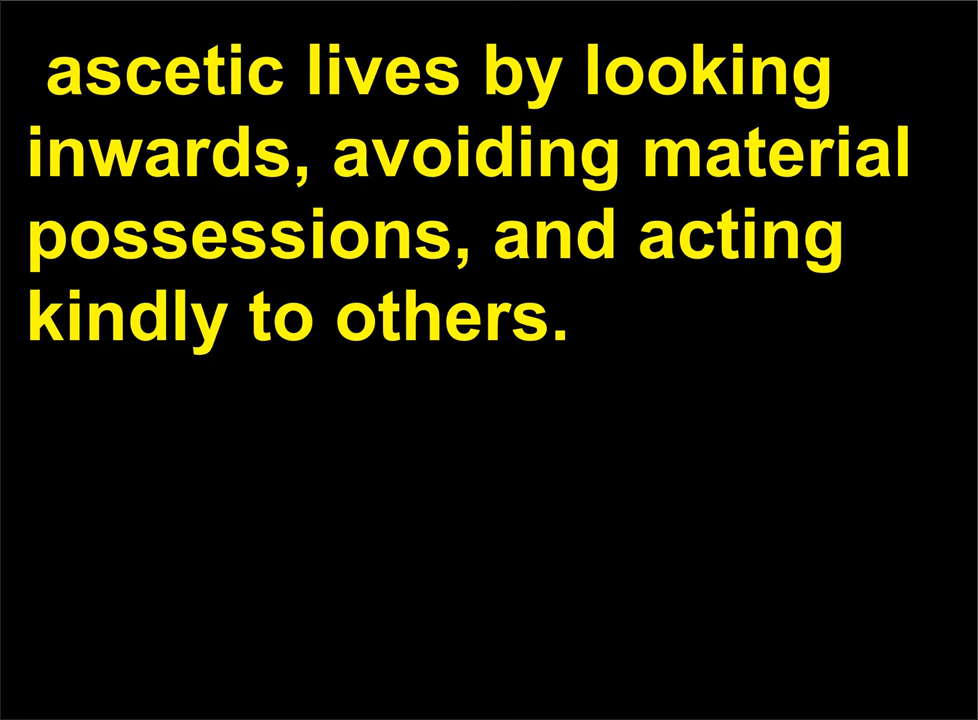 ascetic lives by looking
inwards, avoiding material
possessions, and acting
kindly to others.